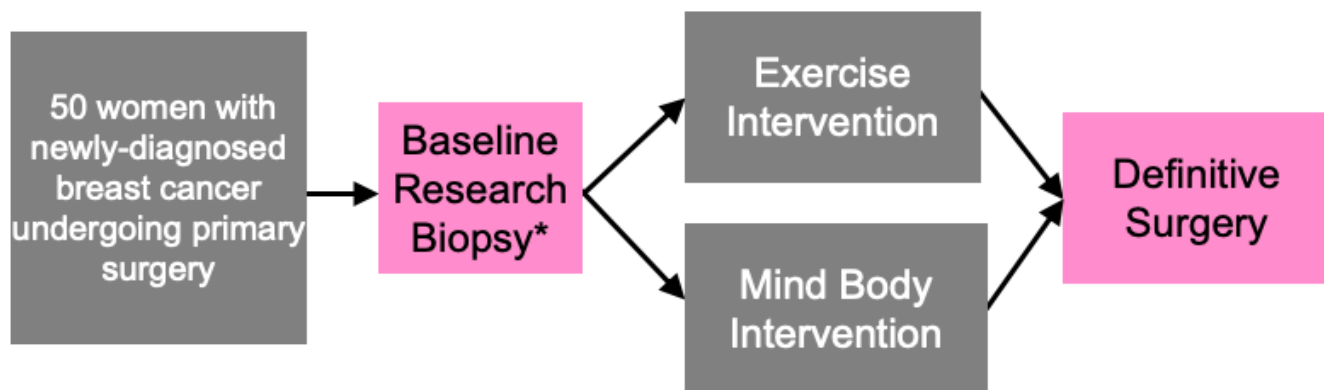 50 women with
newly-diagnosed
breast cancer
undergoing primary
surgery
Baseline
Research
Biopsy*
Exercise
Intervention
Mind Body
Intervention
Definitive
Surgery